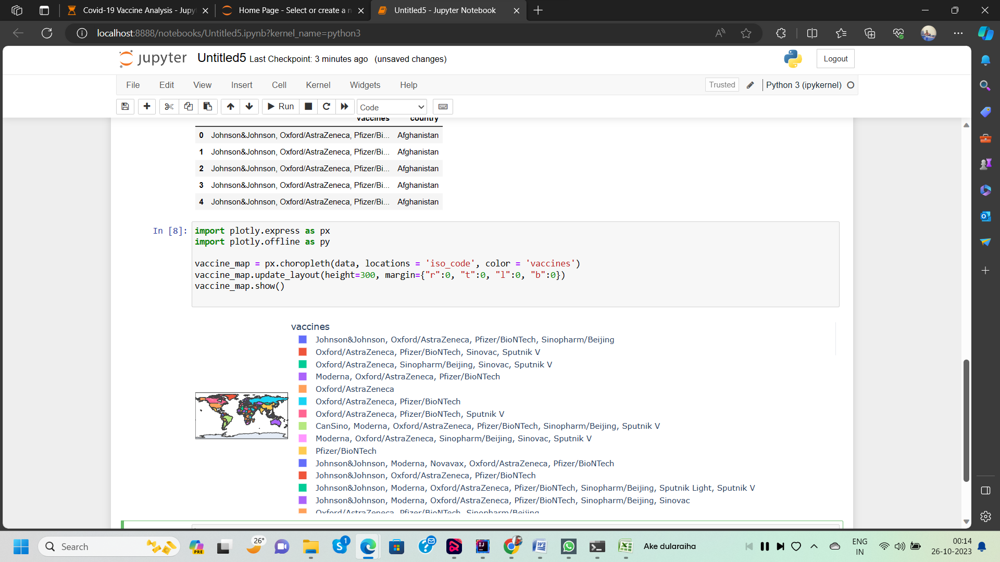 Covid-19 Vaccine Analysis - Jupy
Home Page - Select or create a n
Untitled5 - Jupyter Notebook
localhost:8888/notebooks/Untitled5.ipynb?kernel_name=python3
jupyter Untitled5 Last Checkpoint: 3 minutes ago (unsaved changes)
Logout
File Edit View Insert Cell Kernel Widgets Help
Trusted Python 3 (ipykernel)
Run Code
vaccines country
0 Johnson&Johnson, Oxford/AstraZeneca, Pfizer/Bi... Afghanistan
1 Johnson&Johnson, Oxford/AstraZeneca, Pfizer/Bi... Afghanistan
2 Johnson&Johnson, Oxford/AstraZeneca, Pfizer/Bi... Afghanistan
3 Johnson&Johnson, Oxford/AstraZeneca, Pfizer/Bi... Afghanistan
4 Johnson&Johnson, Oxford/AstraZeneca, Pfizer/Bi... Afghanistan
In [8]: import plotly.express as px
import plotly.offline as py
vaccine_map = px.choropleth(data, locations = 'iso_code', color = 'vaccines')
vaccine_map.update_layout(height=300, margin={"r":0, "t":0, "l":0, "b":0})
vaccine_map.show()
vaccines
Johnson&Johnson, Oxford/AstraZeneca, Pfizer/BioNTech, Sinopharm/Beijing
Oxford/AstraZeneca, Pfizer/BioNTech, Sinovac, Sputnik V
Oxford/AstraZeneca, Sinopharm/Beijing, Sinovac, Sputnik V
Moderna, Oxford/AstraZeneca, Pfizer/BioNTech
Oxford/AstraZeneca
Oxford/AstraZeneca, Pfizer/BioNTech
Oxford/AstraZeneca, Pfizer/BioNTech, Sputnik V
CanSino, Moderna, Oxford/AstraZeneca, Pfizer/BioNTech, Sinopharm/Beijing, Sputnik V
Moderna, Oxford/AstraZeneca, Sinopharm/Beijing, Sinovac, Sputnik V
Pfizer/BioNTech
Johnson&Johnson, Moderna, Novavax, Oxford/AstraZeneca, Pfizer/BioNTech
Johnson&Johnson, Oxford/AstraZeneca, Pfizer/BioNTech
Johnson&Johnson, Moderna, Oxford/AstraZeneca, Pfizer/BioNTech, Sinopharm/Beijing, Sputnik Light, Sputnik V
Johnson&Johnson, Moderna, Oxford/AstraZeneca, Pfizer/BioNTech, Sinopharm/Beijing, Sinovac
Oxford/AstraZeneca, Pfizer/BioNTech, Sinopharm/Beijing
Search
PRE
26°
1
Ake dularaiha
ENG
IN
00:14
26-10-2023